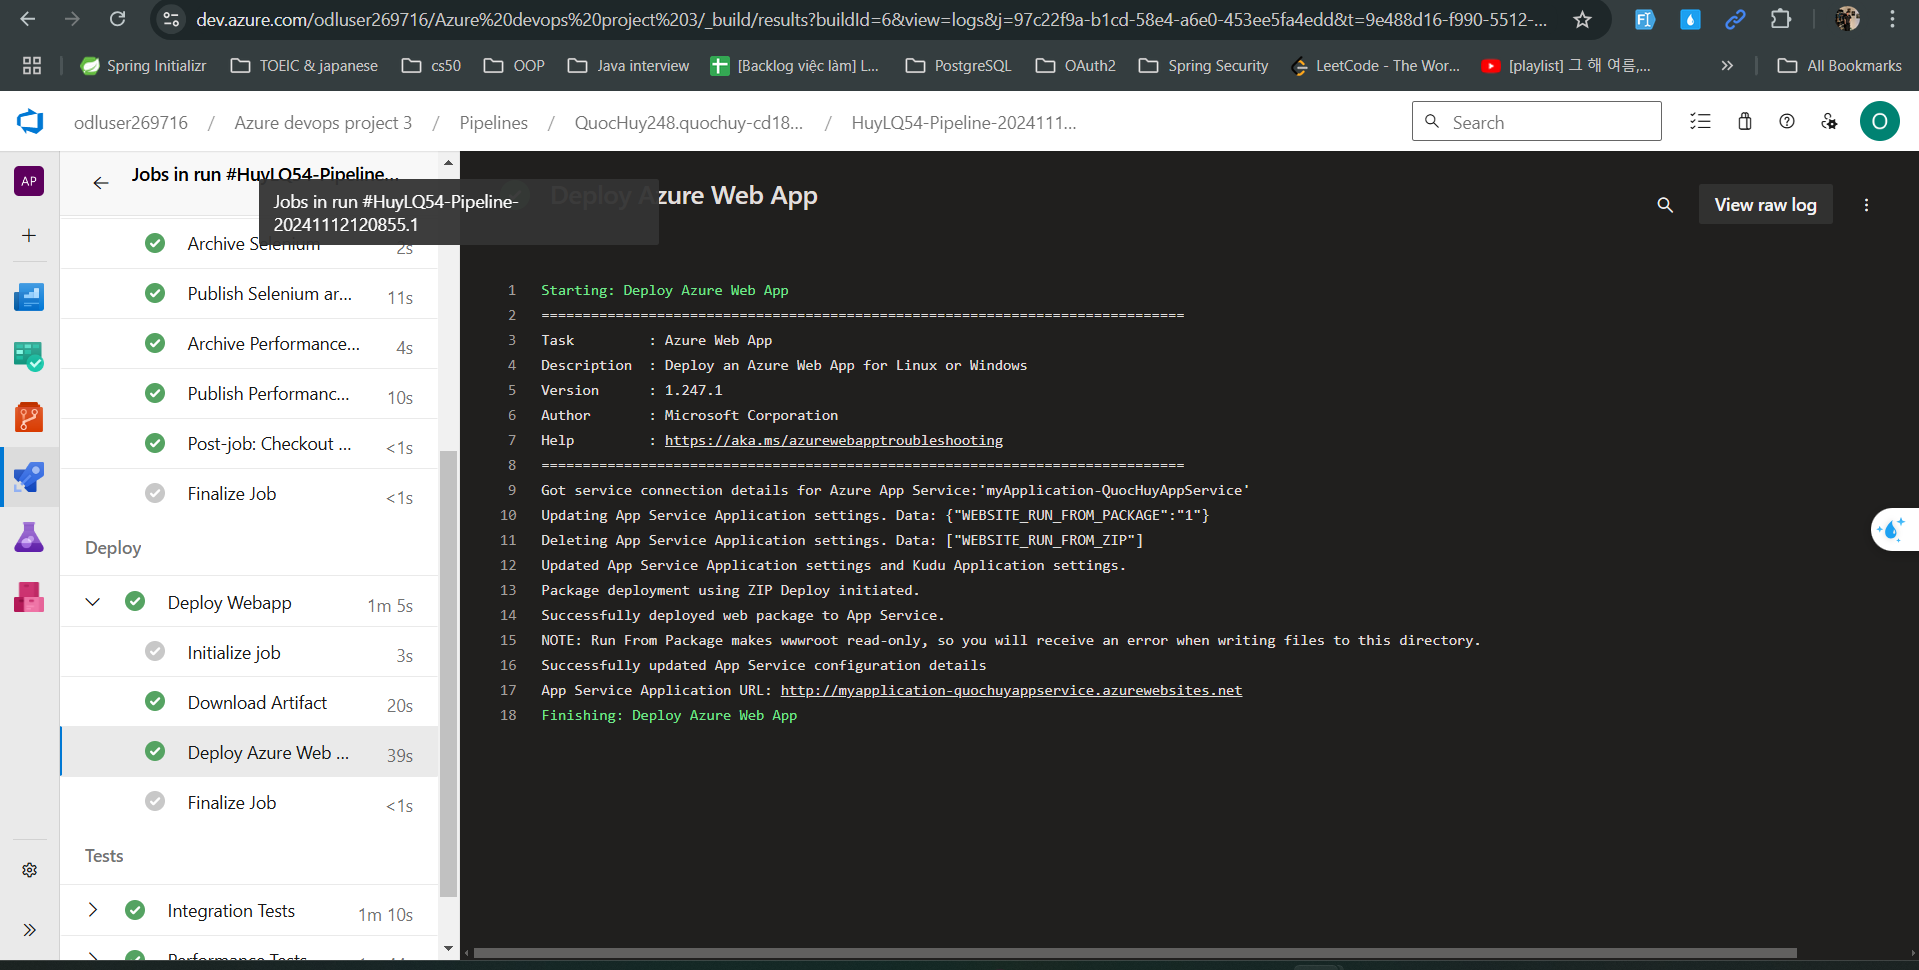 dev.azure.com/odluser269716/Azure%20devops%20project%203/_build/results?buildId=6&view=logs&j=97c22f9a-b1cd-58e4-a6e0-453ee5fa4edd&t=9e488d16-f990-5512-...
Spring Initializr
TOEIC & japanese
cs50
OOP
Java interview
[Backlog việc làm] L...
PostgreSQL
OAuth2
Spring Security
LeetCode - The Wor...
[playlist] 그 해 여름,...
All Bookmarks
odluser269716 / Azure devops project 3 / Pipelines / QuocHuy248.quochuy-cd18... / HuyLQ54-Pipeline-2024111...
Search
O
AP
Jobs in run #HuyLQ54-Pipeline...
Jobs in run #HuyLQ54-Pipeline-
20241112120855.1
Archive Selenium 2s
Publish Selenium ar... 11s
Archive Performance... 4s
Publish Performanc... 10s
Post-job: Checkout ... <1s
Finalize Job <1s
Deploy
Deploy Webapp 1m 5s
Initialize job 3s
Download Artifact 20s
Deploy Azure Web ... 39s
Finalize Job <1s
Tests
Integration Tests 1m 10s
Performance Tests
Deploy Azure Web App
View raw log
1 Starting: Deploy Azure Web App
2 ==============================================================================
3 Task : Azure Web App
4 Description : Deploy an Azure Web App for Linux or Windows
5 Version : 1.247.1
6 Author : Microsoft Corporation
7 Help : https://aka.ms/azurewebapptroubleshooting
8 ==============================================================================
9 Got service connection details for Azure App Service:'myApplication-QuocHuyAppService'
10 Updating App Service Application settings. Data: {"WEBSITE_RUN_FROM_PACKAGE":"1"}
11 Deleting App Service Application settings. Data: ["WEBSITE_RUN_FROM_ZIP"]
12 Updated App Service Application settings and Kudu Application settings.
13 Package deployment using ZIP Deploy initiated.
14 Successfully deployed web package to App Service.
15 NOTE: Run From Package makes wwwroot read-only, so you will receive an error when writing files to this directory.
16 Successfully updated App Service configuration details
17 App Service Application URL: http://myapplication-quochuyappservice.azurewebsites.net
18 Finishing: Deploy Azure Web App